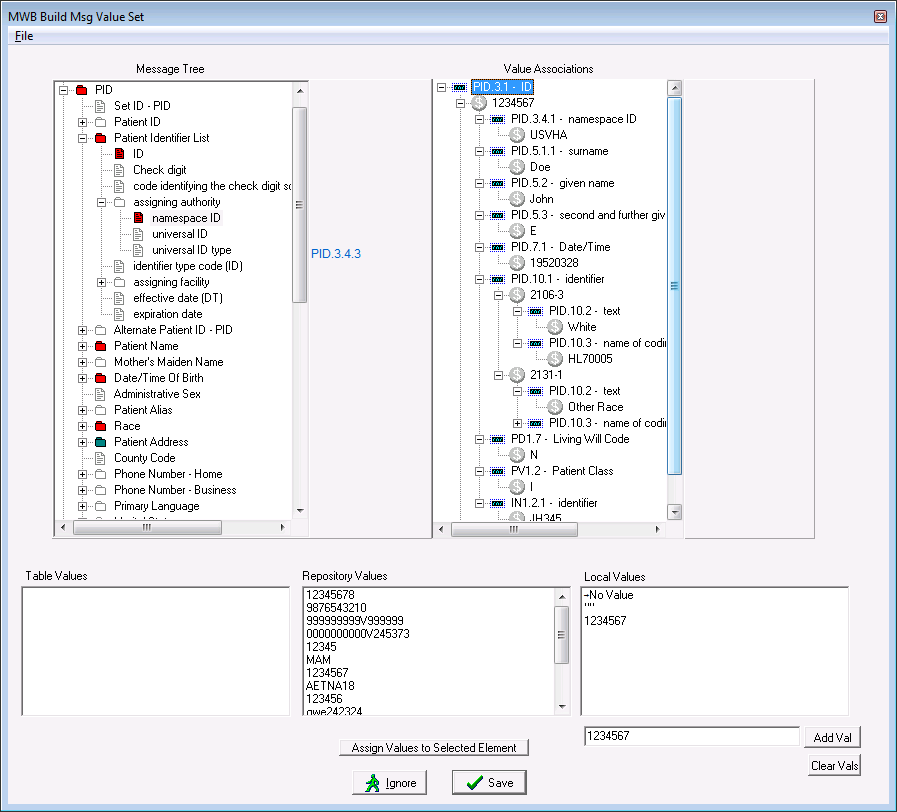 MWB Build Msg Value Set
File
Message Tree
PID
Set ID - PID
Patient ID
Patient Identifier List
ID
Check digit
code identifying the check digit sc
assigning authority
namespace ID
universal ID
universal ID type
identifier type code (ID)
assigning facility
effective date (DT)
expiration date
Alternate Patient ID - PID
Patient Name
Mother's Maiden Name
Date/Time Of Birth
Administrative Sex
Patient Alias
Race
Patient Address
County Code
Phone Number - Home
Phone Number - Business
Primary Language
PID.3.4.3
Value Associations
PID.3.1 - ID
1234567
PID.3.4.1 - namespace ID
USVHA
PID.5.1.1 - surname
Doe
PID.5.2 - given name
John
PID.5.3 - second and further giv
E
PID.7.1 - Date/Time
19520328
PID.10.1 - identifier
2106-3
PID.10.2 - text
White
PID.10.3 - name of codin
HL70005
2131-1
PID.10.2 - text
Other Race
PID.10.3 - name of codin
PD1.7 - Living Will Code
N
PV1.2 - Patient Class
I
IN1.2.1 - identifier
JH345
Table Values
Repository Values
12345678
9876543210
999999999V999999
0000000000V245373
12345
MAM
1234567
AETNA18
123456
qwe242324
Local Values
-No Value
""
1234567
1234567
Add Val
Clear Vals
Assign Values to Selected Element
Ignore
Save